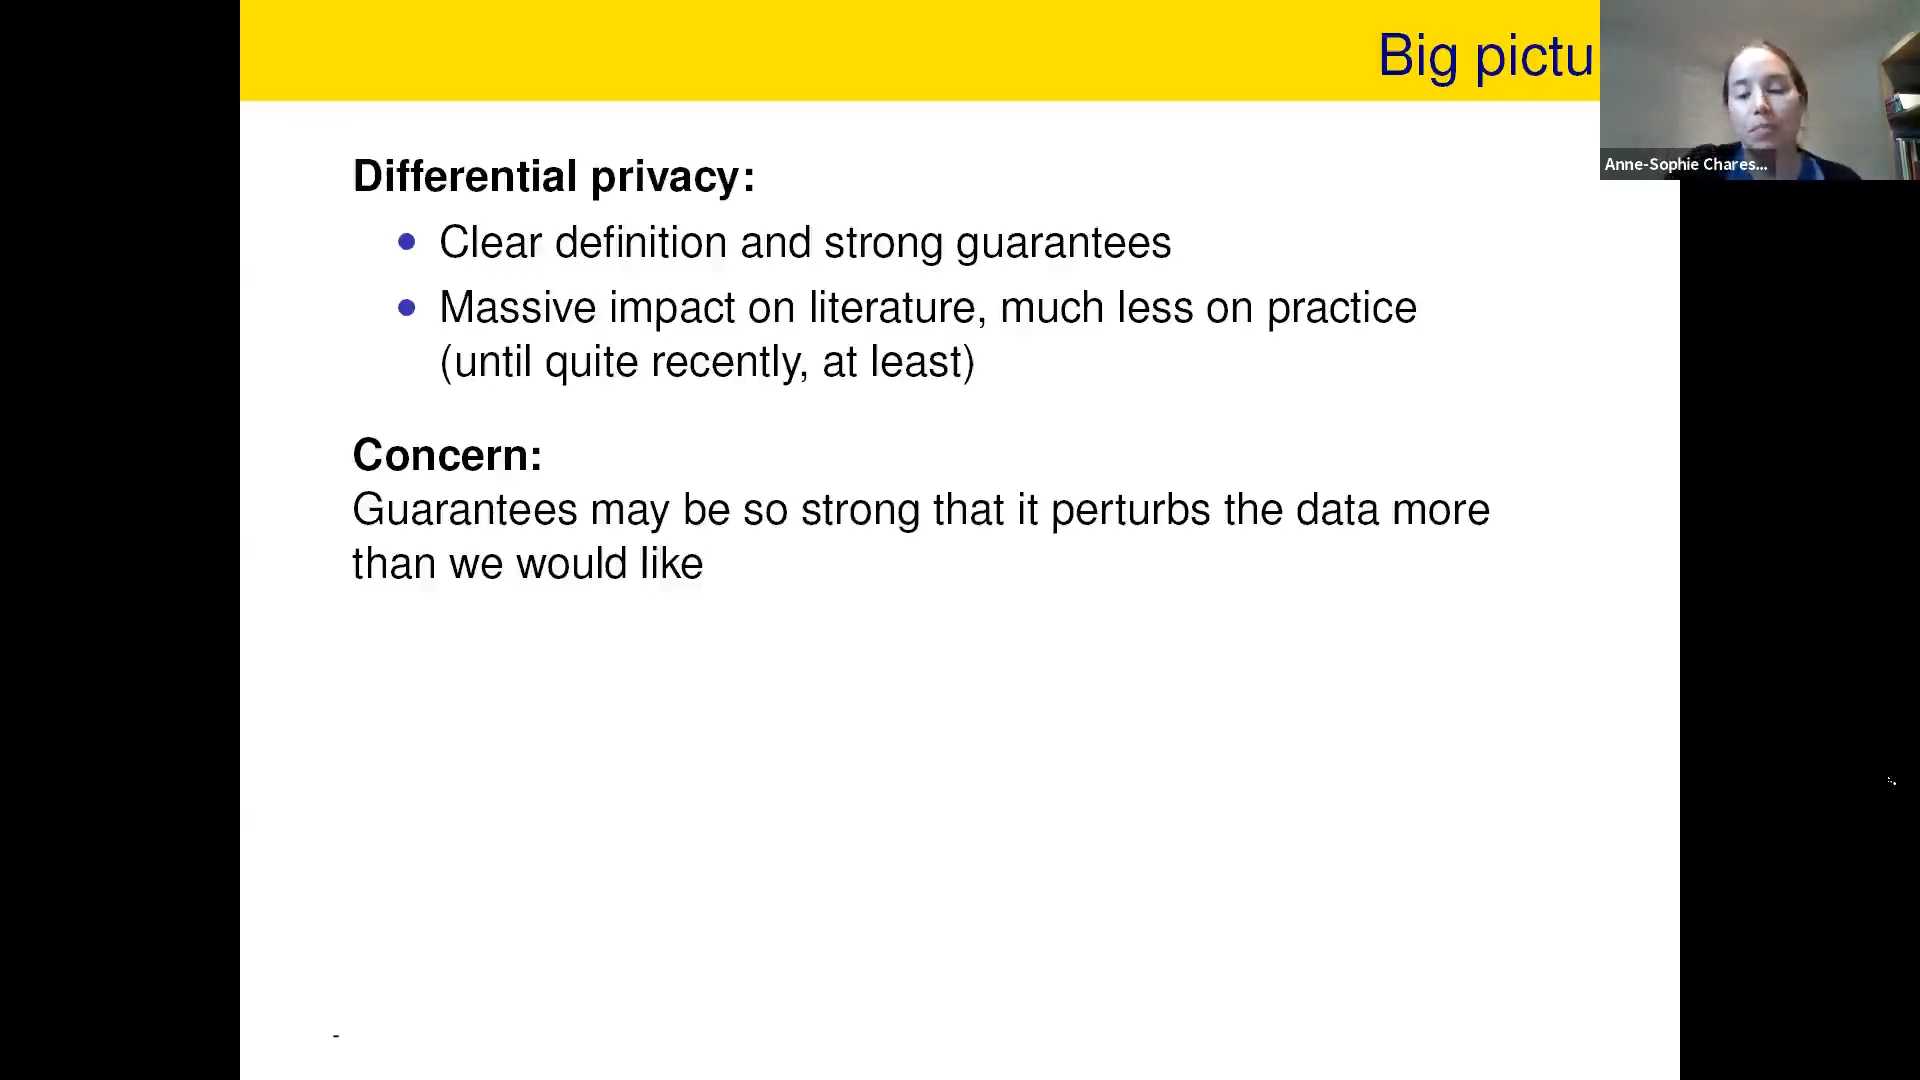 Big pictu
Anne-Sophie Chares...
Differential privacy:
• Clear definition and strong guarantees
• Massive impact on literature, much less on practice
(until quite recently, at least)
Concern:
Guarantees may be so strong that it perturbs the data more
than we would like
-